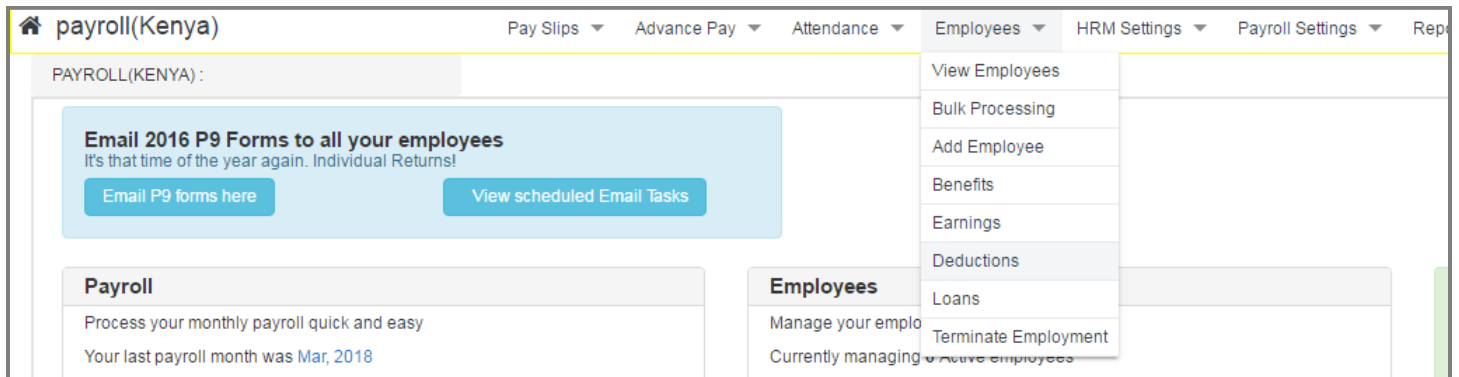 payroll(Kenya)
Pay Slips Advance Pay Attendance Employees HRM Settings Payroll Settings
PAYROLL(KENYA) :
View Employees
Bulk Processing
Add Employee
Benefits
Earnings
Deductions
Loans
Terminate Employment
Email 2016 P9 Forms to all your employees
It's that time of the year again. Individual Returns!
Email P9 forms here View scheduled Email Tasks
Payroll
Process your monthly payroll quick and easy
Your last payroll month was Mar, 2018
Employees
Manage your
Currently managing Active employees